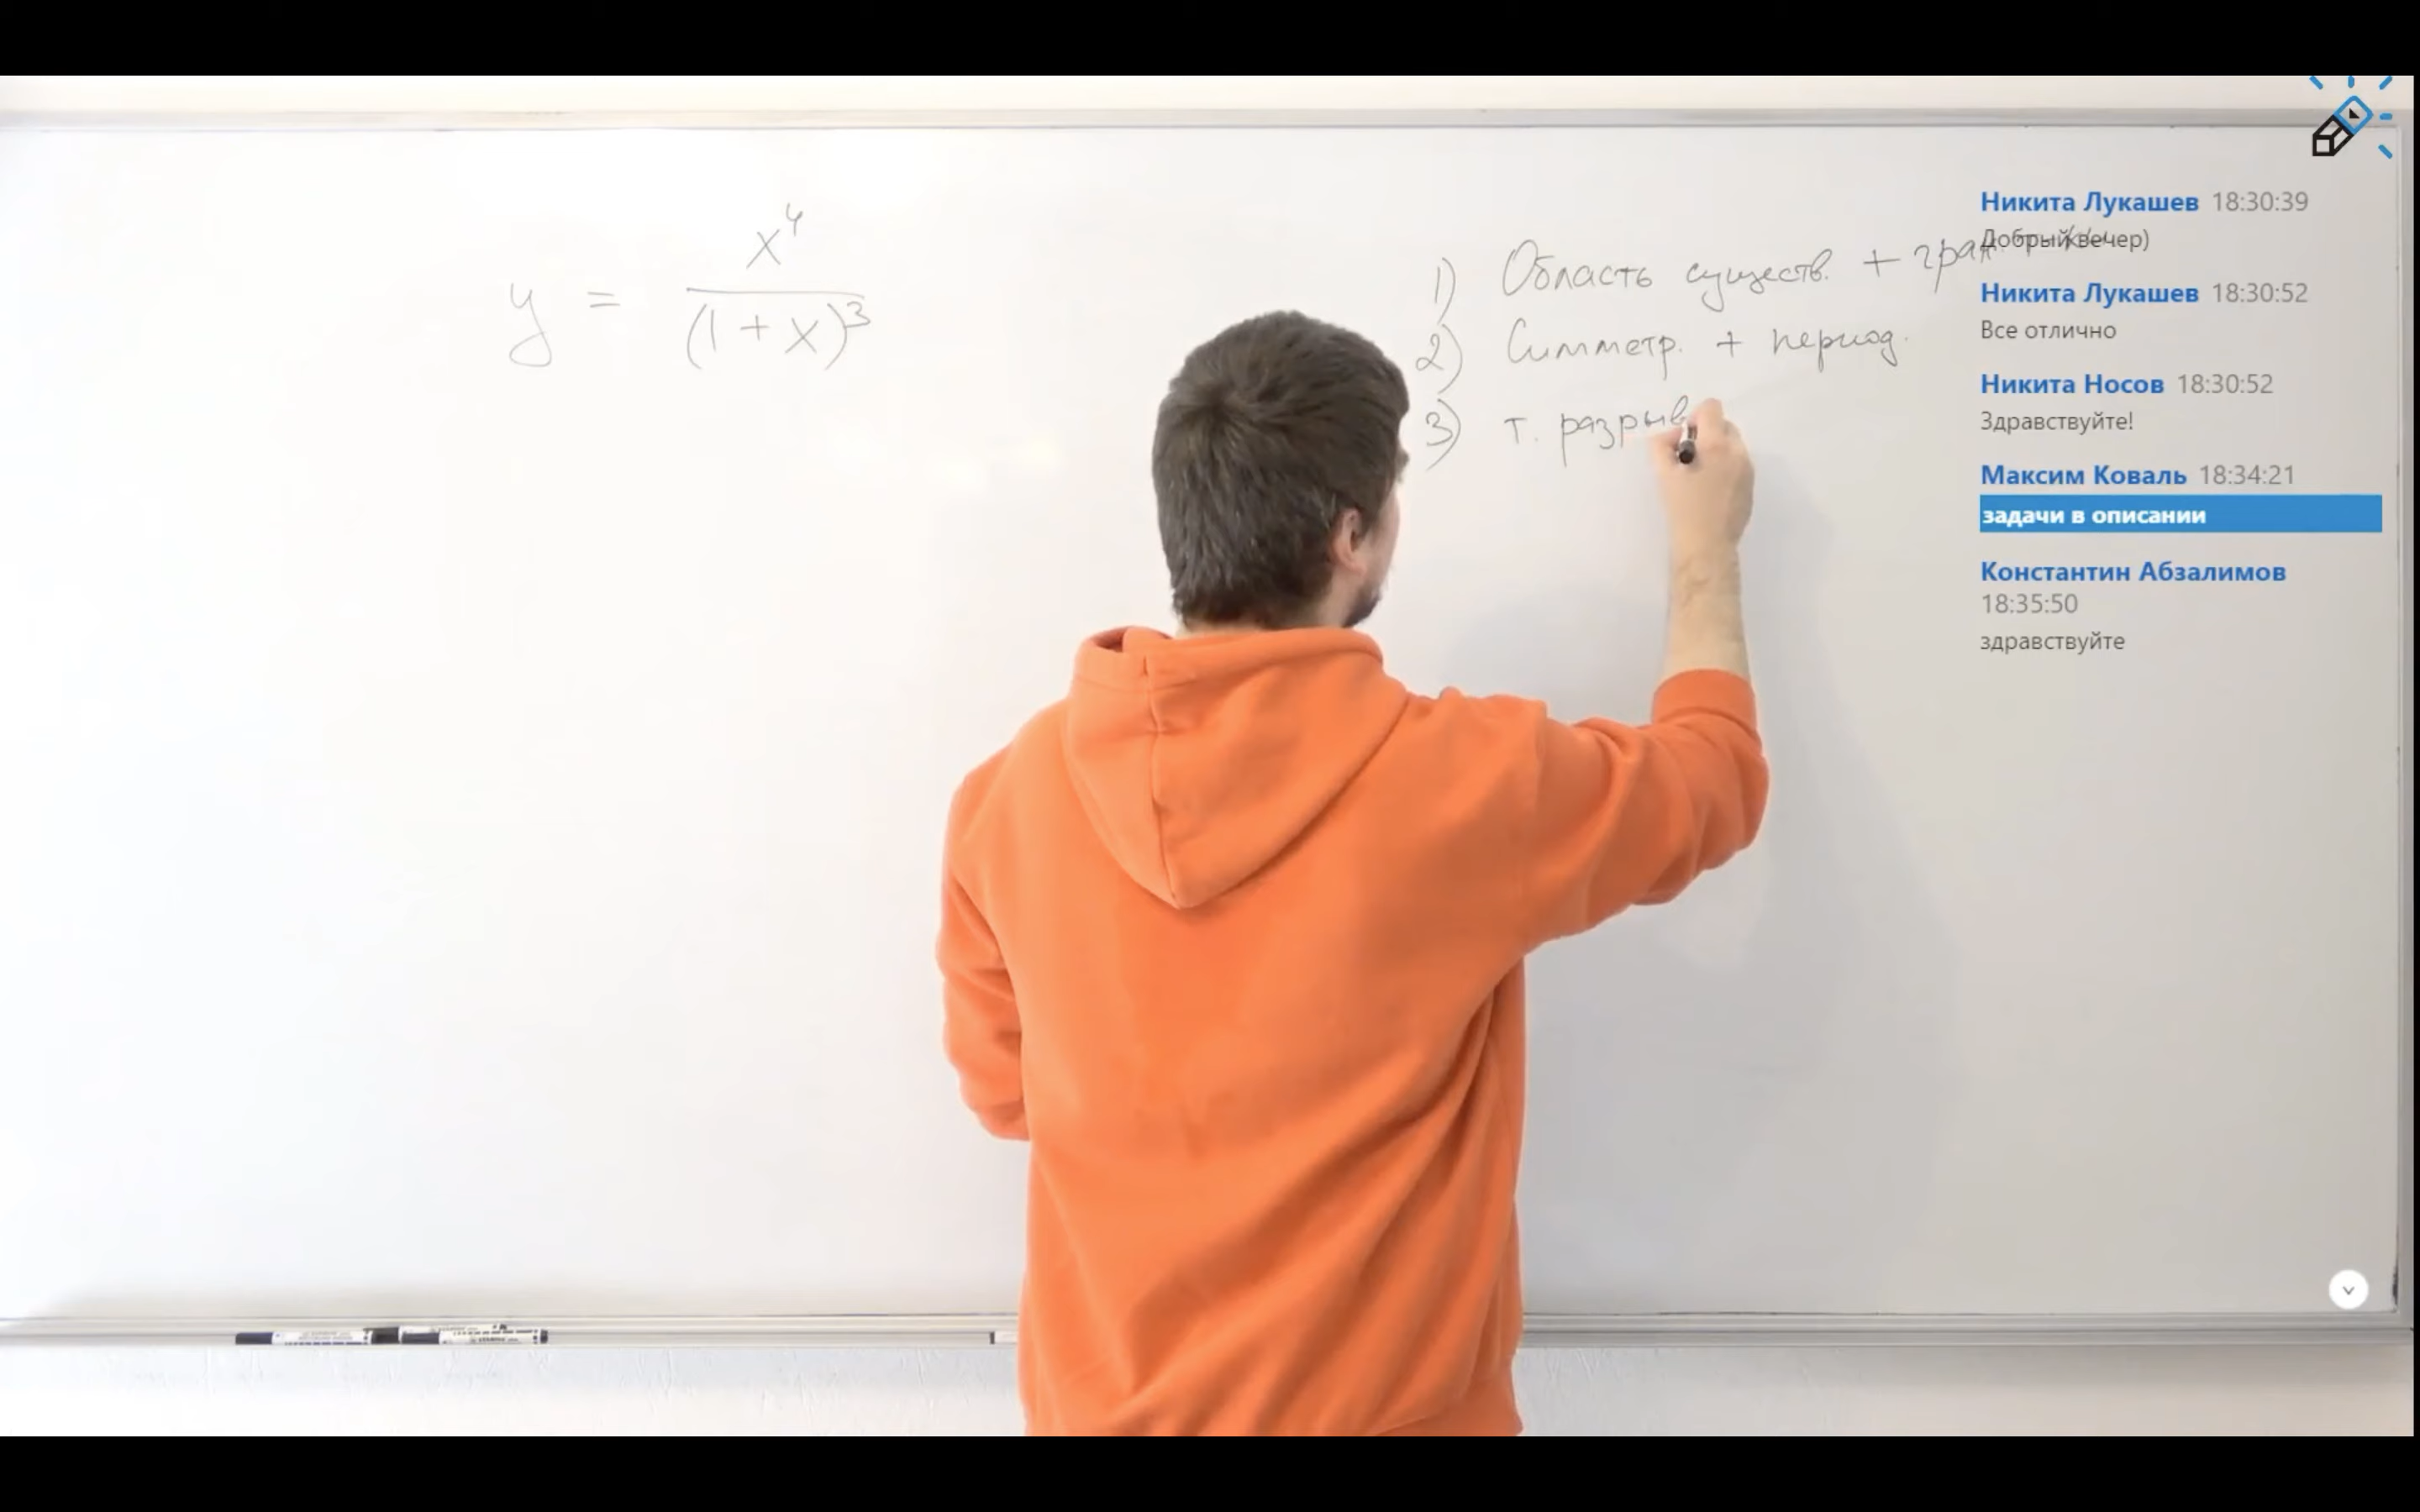 y = x⁴ / (1 + x)³
1) Область существ. + гран.
2) Симметр. + период.
3) т. разрыв
Никита Лукашев 18:30:39
Добрый вечер)
Никита Лукашев 18:30:52
Все отлично
Никита Носов 18:30:52
Здравствуйте!
Максим Коваль 18:34:21
задачи в описании
Константин Абзалимов
18:35:50
здравствуйте